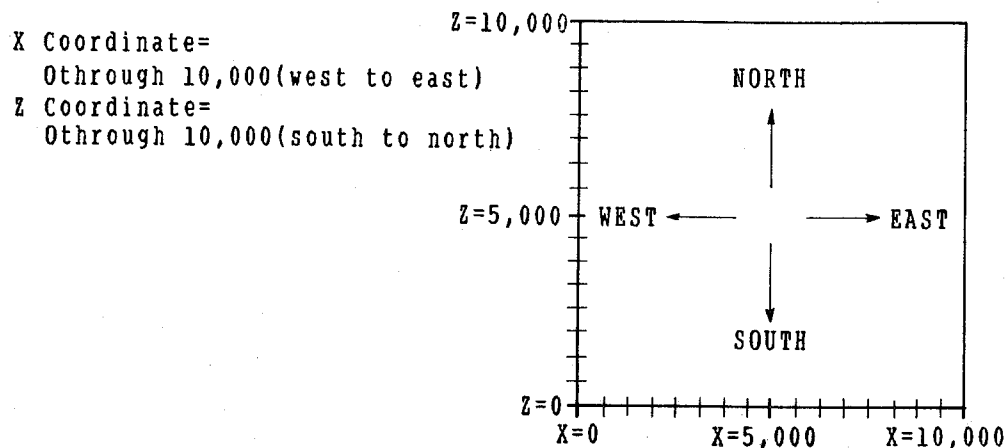 X Coordinate=
Othrough 10,000(west to east)
Z Coordinate=
Othrough 10,000(south to north)
Z=10,000
NORTH
Z=5,000
WEST
EAST
SOUTH
Z=0
X=0
X=5,000
X=10,000